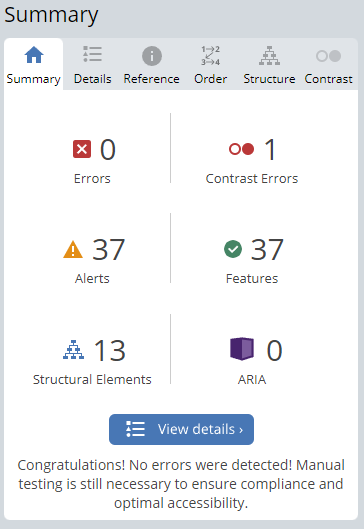 Summary
Summary Details Reference Order Structure Contrast
0 1
Errors Contrast Errors
37 37
Alerts Features
13 0
Structural Elements ARIA
View details ›
Congratulations! No errors were detected! Manual
testing is still necessary to ensure compliance and
optimal accessibility.